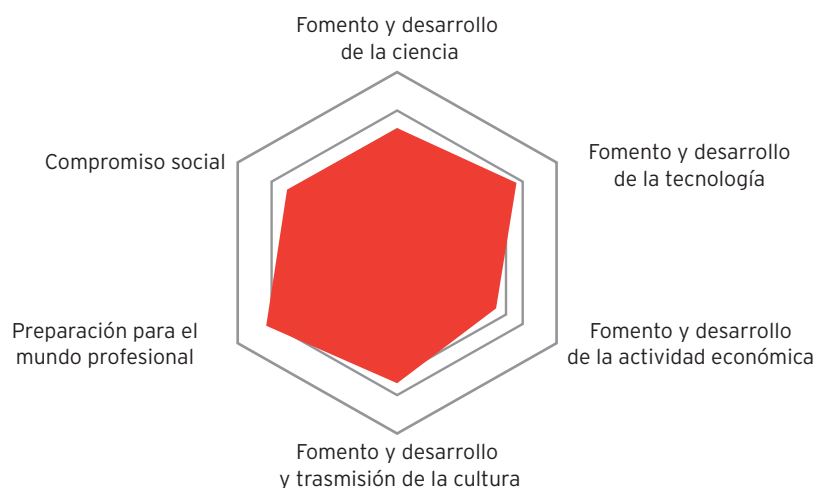 Fomento y desarrollo
de la ciencia
Fomento y desarrollo
de la tecnología
Fomento y desarrollo
de la actividad económica
Fomento y desarrollo
y trasmisión de la cultura
Preparación para el
mundo profesional
Compromiso social